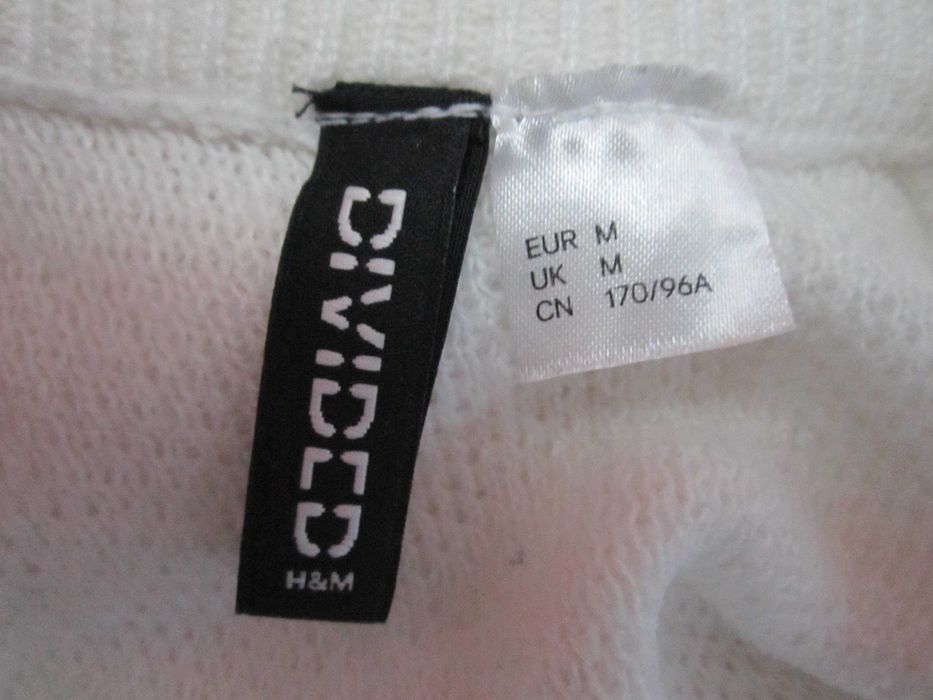 DIVIDED
H&M
EUR M
UK M
CN 170/96A